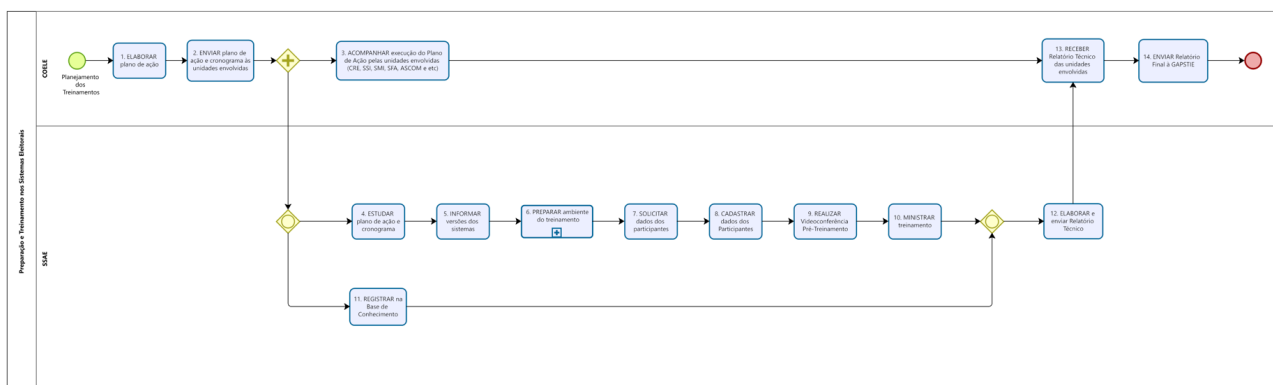 Preparação e Treinamento nos Sistemas Eleitorais
COELE
Planejamento
dos
Treinamentos
1. ELABORAR
plano de ação
2. ENVIAR plano de
ação e cronograma às
unidades envolvidas
3. ACOMPANHAR execução do Plano
de Ação pelas unidades envolvidas
(CRE, SSI, SMI, SFA, ASCOM e etc)
13. RECEBER
Relatório Técnico
das unidades
envolvidas
14. ENVIAR Relatório
Final à GAPSTIE
SSAE
4. ESTUDAR
plano de ação e
cronograma
5. INFORMAR
versões dos
sistemas
6. PREPARAR ambiente
do treinamento
7. SOLICITAR
dados dos
participantes
8. CADASTRAR
dados dos
Participantes
9. REALIZAR
Videoconferência
Pré-Treinamento
10. MINISTRAR
treinamento
12. ELABORAR e
enviar Relatório
Técnico
11. REGISTRAR na
Base de
Conhecimento